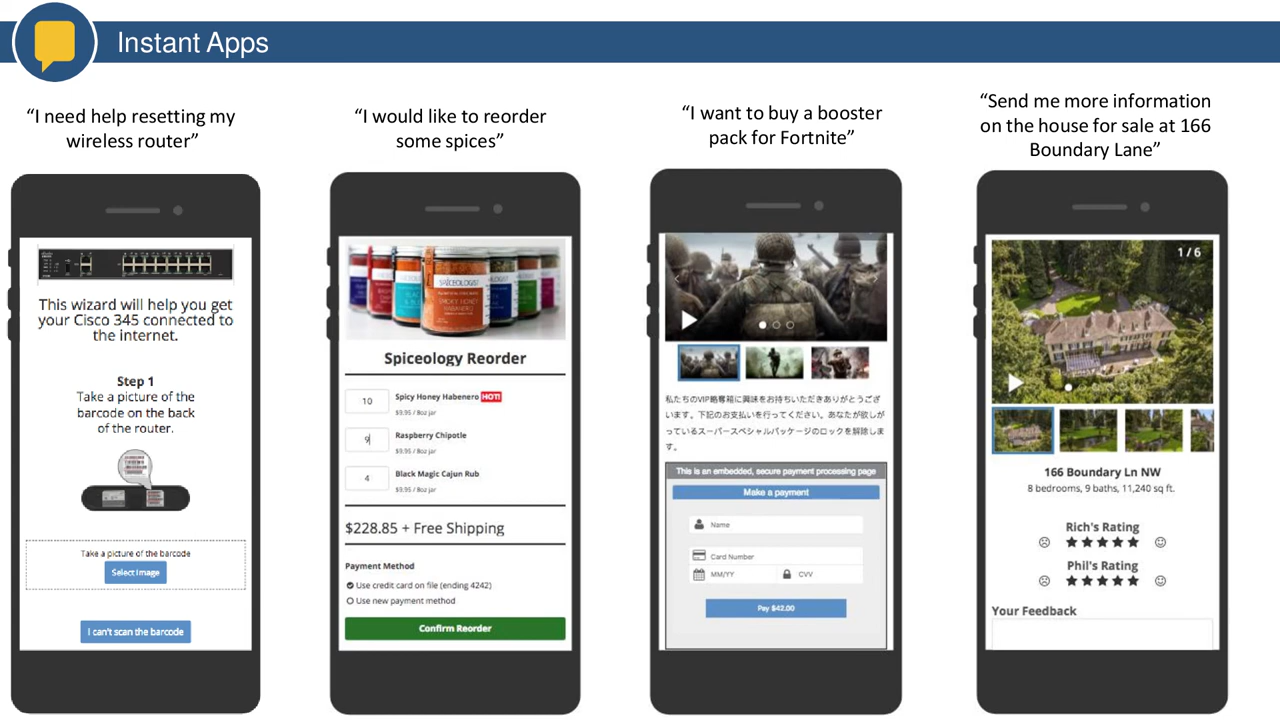 Instant Apps
“I need help resetting my
wireless router”
This wizard will help you get
your Cisco 345 connected to
the internet.
Step 1
Take a picture of the
barcode on the back
of the router.
Take a picture of the barcode
Select Image
I can't scan the barcode
“I would like to reorder
some spices”
SPICEOLOGIST
SMOKY HONEY
HABANERO
Spiceology Reorder
10 Spicy Honey Habenero HOT!
$9.95 / 8oz jar
9 Raspberry Chipotle
$9.95 / 8oz jar
4 Black Magic Cajun Rub
$9.95 / 8oz jar
$228.85 + Free Shipping
Payment Method
Use credit card on file (ending 4242)
Use new payment method
Confirm Reorder
“I want to buy a booster
pack for Fortnite”
私たちのVIP略奪箱に興味をお持ちいただきありがとうござ
います。下記のお支払いを行ってください。あなたが欲しが
っているスーパースペシャルパッケージのロックを解除しま
す。
This is an embedded, secure payment processing page
Make a payment
Name
Card Number
MM/YY CVV
Pay $42.00
“Send me more information
on the house for sale at 166
Boundary Lane”
1 / 6
166 Boundary Ln NW
8 bedrooms, 9 baths, 11,240 sq ft.
Rich's Rating
Phil's Rating
Your Feedback